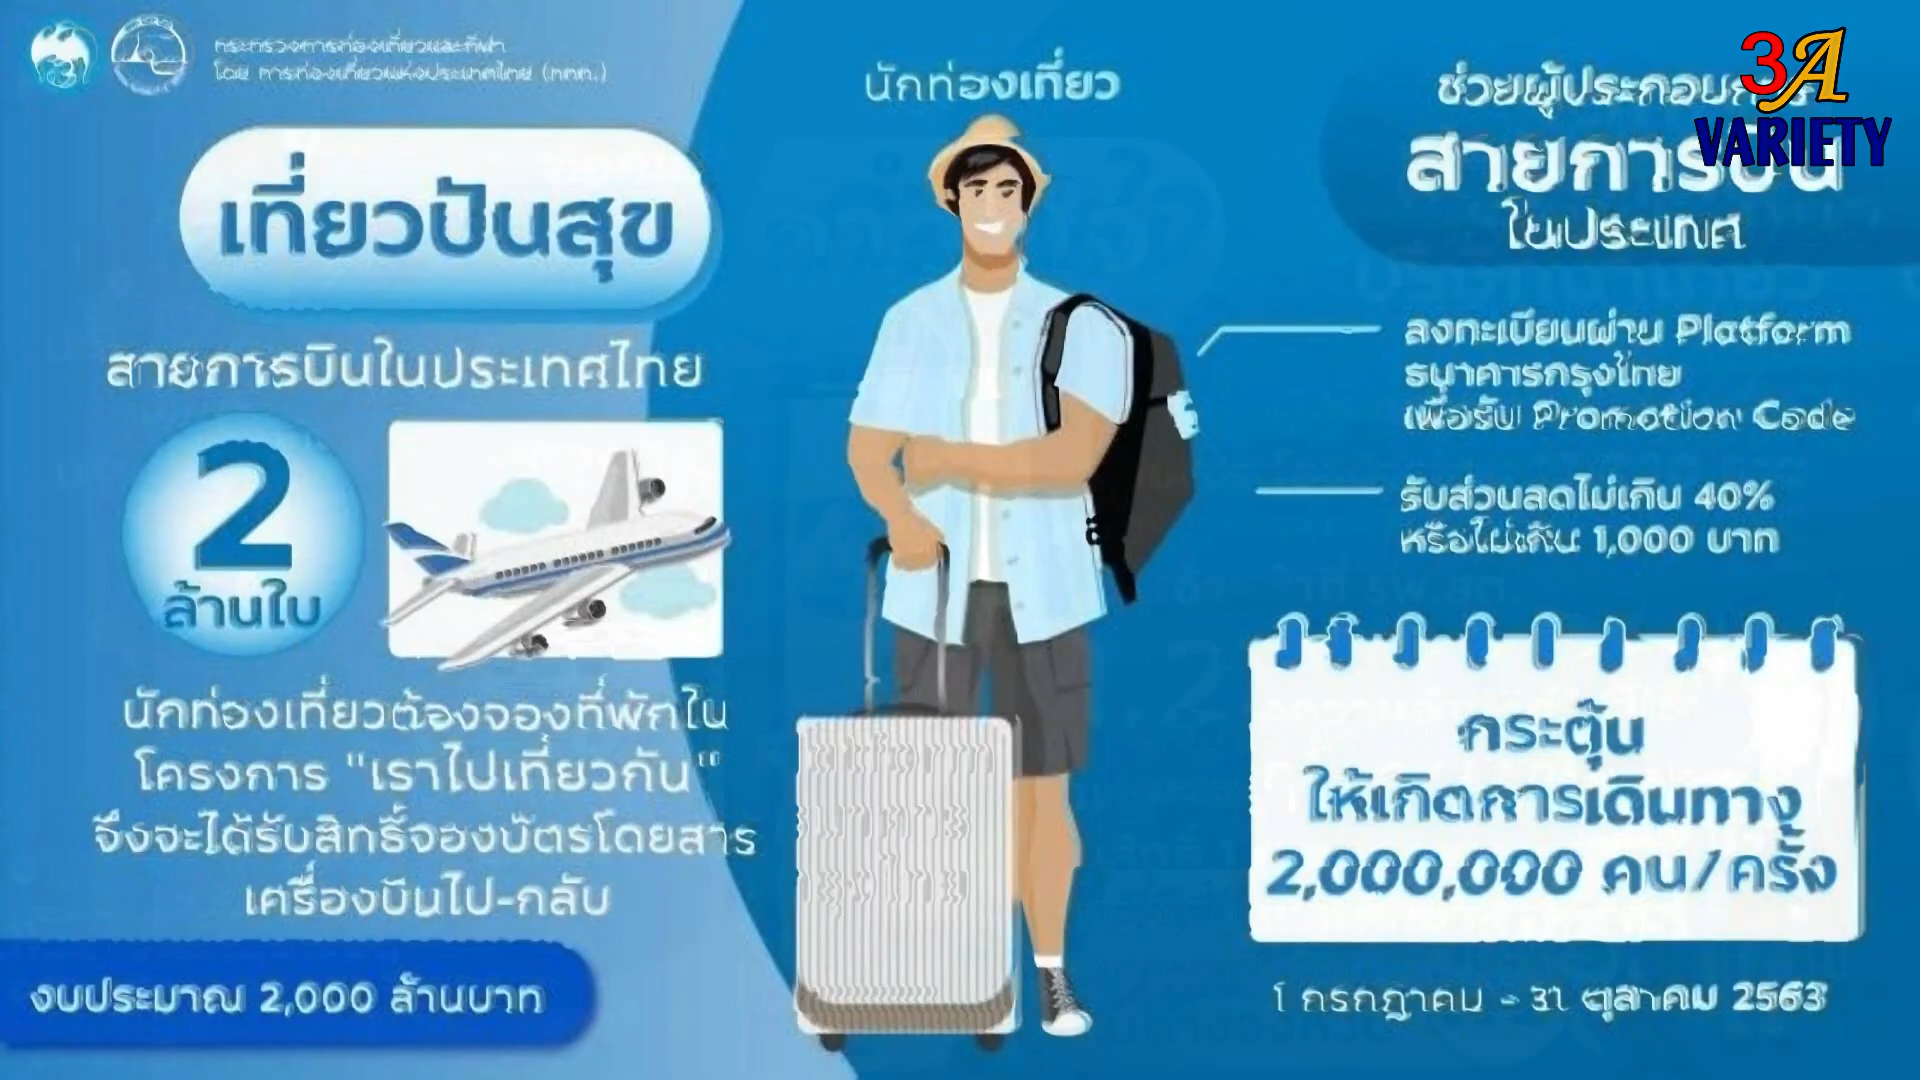 กระทรวงการท่องเที่ยวและกีฬา
โดย การท่องเที่ยวแห่งประเทศไทย (ททท.)
เที่ยวปันสุข
สายการบินในประเทศไทย
2
ล้านใบ
นักท่องเที่ยวต้องจองที่พักใน
โครงการ "เราไปเที่ยวกัน"
จึงจะได้รับสิทธิ์จองบัตรโดยสาร
เครื่องบินไป-กลับ
งบประมาณ 2,000 ล้านบาท
นักท่องเที่ยว
3A
VARIETY
ช่วยผู้ประกอบการ
สายการบิน
ในประเทศ
ลงทะเบียนผ่าน Platform
ธนาคารกรุงไทย
เพื่อรับ Promotion Code
รับส่วนลดไม่เกิน 40%
หรือไม่เกิน 1,000 บาท
กระตุ้น
ให้เกิดการเดินทาง
2,000,000 คน/ครั้ง
1 กรกฎาคม - 31 ตุลาคม 2563